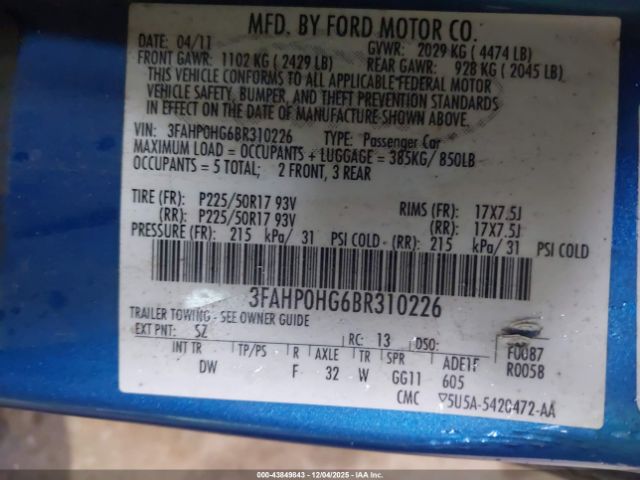 MFD. BY FORD MOTOR CO.
DATE: 04/11 GVWR: 2029 KG ( 4474 LB)
FRONT GAWR: 1102 KG ( 2429 LB) REAR GAWR: 928 KG ( 2045 LB)
THIS VEHICLE CONFORMS TO ALL APPLICABLE FEDERAL MOTOR
VEHICLE SAFETY, BUMPER, AND THEFT PREVENTION STANDARDS
IN EFFECT ON THE DATE OF MANUFACTURE SHOWN ABOVE.
VIN: 3FAHP0HG6BR310226 TYPE: Passenger Car
MAXIMUM LOAD = OCCUPANTS + LUGGAGE = 385KG/ 850LB
OCCUPANTS = 5 TOTAL; 2 FRONT, 3 REAR
TIRE (FR): P225/50R17 93V RIMS (FR): 17X7.5J
(RR): P225/50R17 93V (RR): 17X7.5J
PRESSURE (FR): 215 kPa/ 31 PSI COLD - (RR): 215 kPa/ 31 PSI COLD
3FAHP0HG6BR310226
TRAILER TOWING - SEE OWNER GUIDE
EXT PNT: SZ RC: 13 DSO: F0087
INT TR TP/PS R AXLE TR SPR R0058
DW F 32 W GG11 605
CMC ▽5U5A-5420472-AA
000-43849843 - 12/04/2025 - IAAI.COM